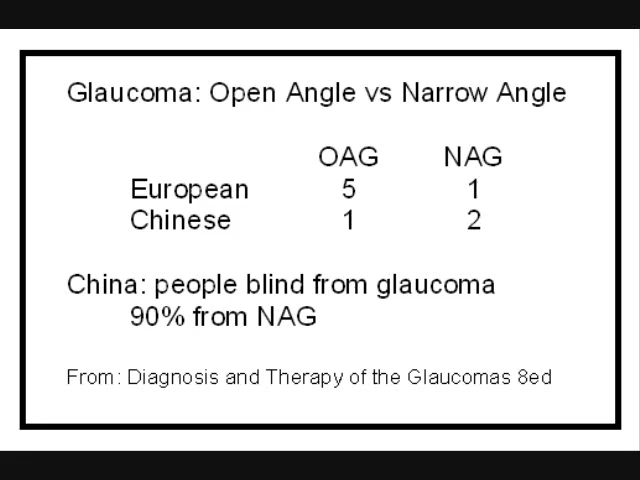 Glaucoma: Open Angle vs Narrow Angle
OAG NAG
European 5 1
Chinese 1 2
China: people blind from glaucoma
90% from NAG
From: Diagnosis and Therapy of the Glaucomas 8ed